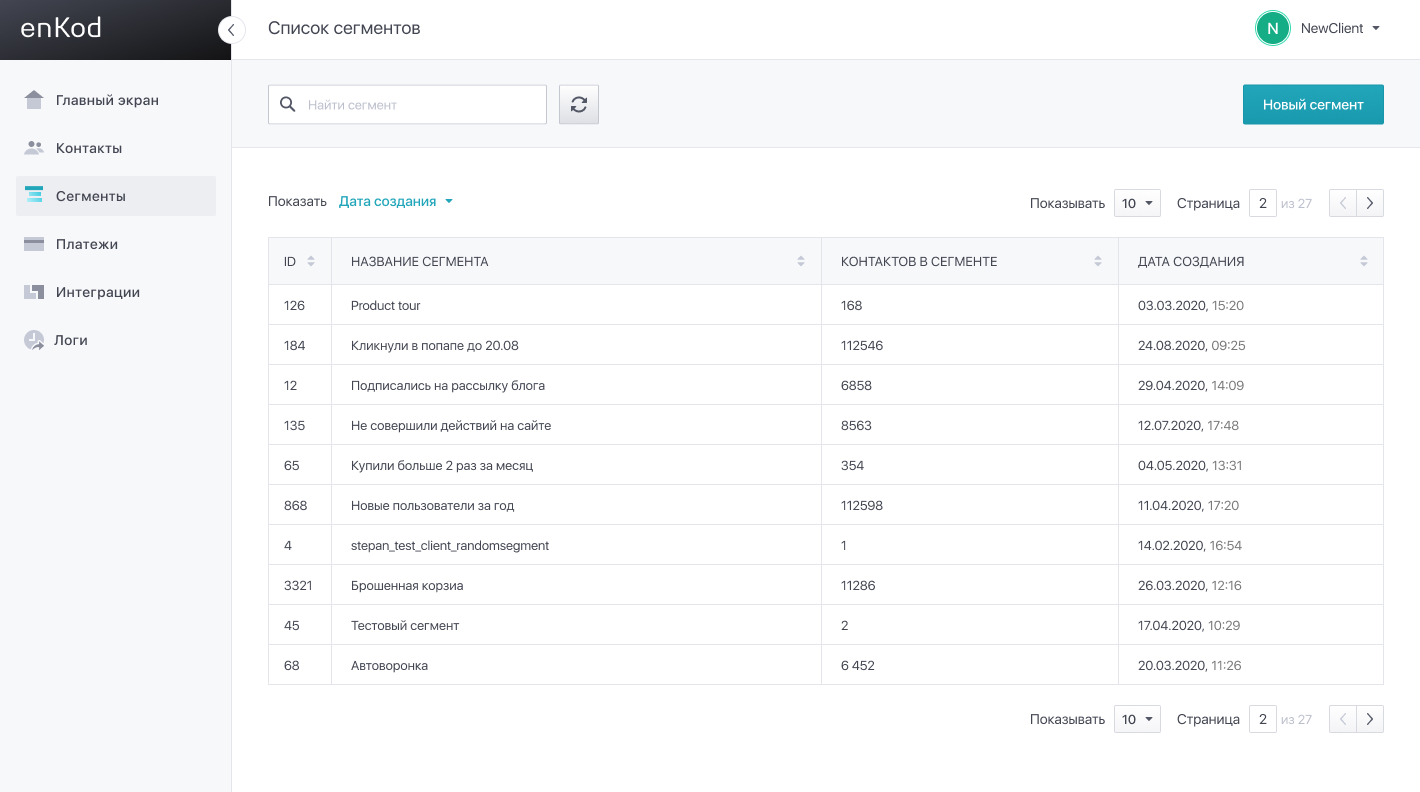 enKod
Список сегментов
N NewClient
Главный экран
Контакты
Сегменты
Платежи
Интеграции
Логи
Найти сегмент
Новый сегмент
Показать Дата создания
Показывать 10 Страница 2 из 27
ID НАЗВАНИЕ СЕГМЕНТА КОНТАКТОВ В СЕГМЕНТЕ ДАТА СОЗДАНИЯ
126 Product tour 168 03.03.2020, 15:20
184 Кликнули в попапе до 20.08 112546 24.08.2020, 09:25
12 Подписались на рассылку блога 6858 29.04.2020, 14:09
135 Не совершили действий на сайте 8563 12.07.2020, 17:48
65 Купили больше 2 раз за месяц 354 04.05.2020, 13:31
868 Новые пользователи за год 112598 11.04.2020, 17:20
4 stepan_test_client_randomsegment 1 14.02.2020, 16:54
3321 Брошенная корзиа 11286 26.03.2020, 12:16
45 Тестовый сегмент 2 17.04.2020, 10:29
68 Автоворонка 6 452 20.03.2020, 11:26
Показывать 10 Страница 2 из 27